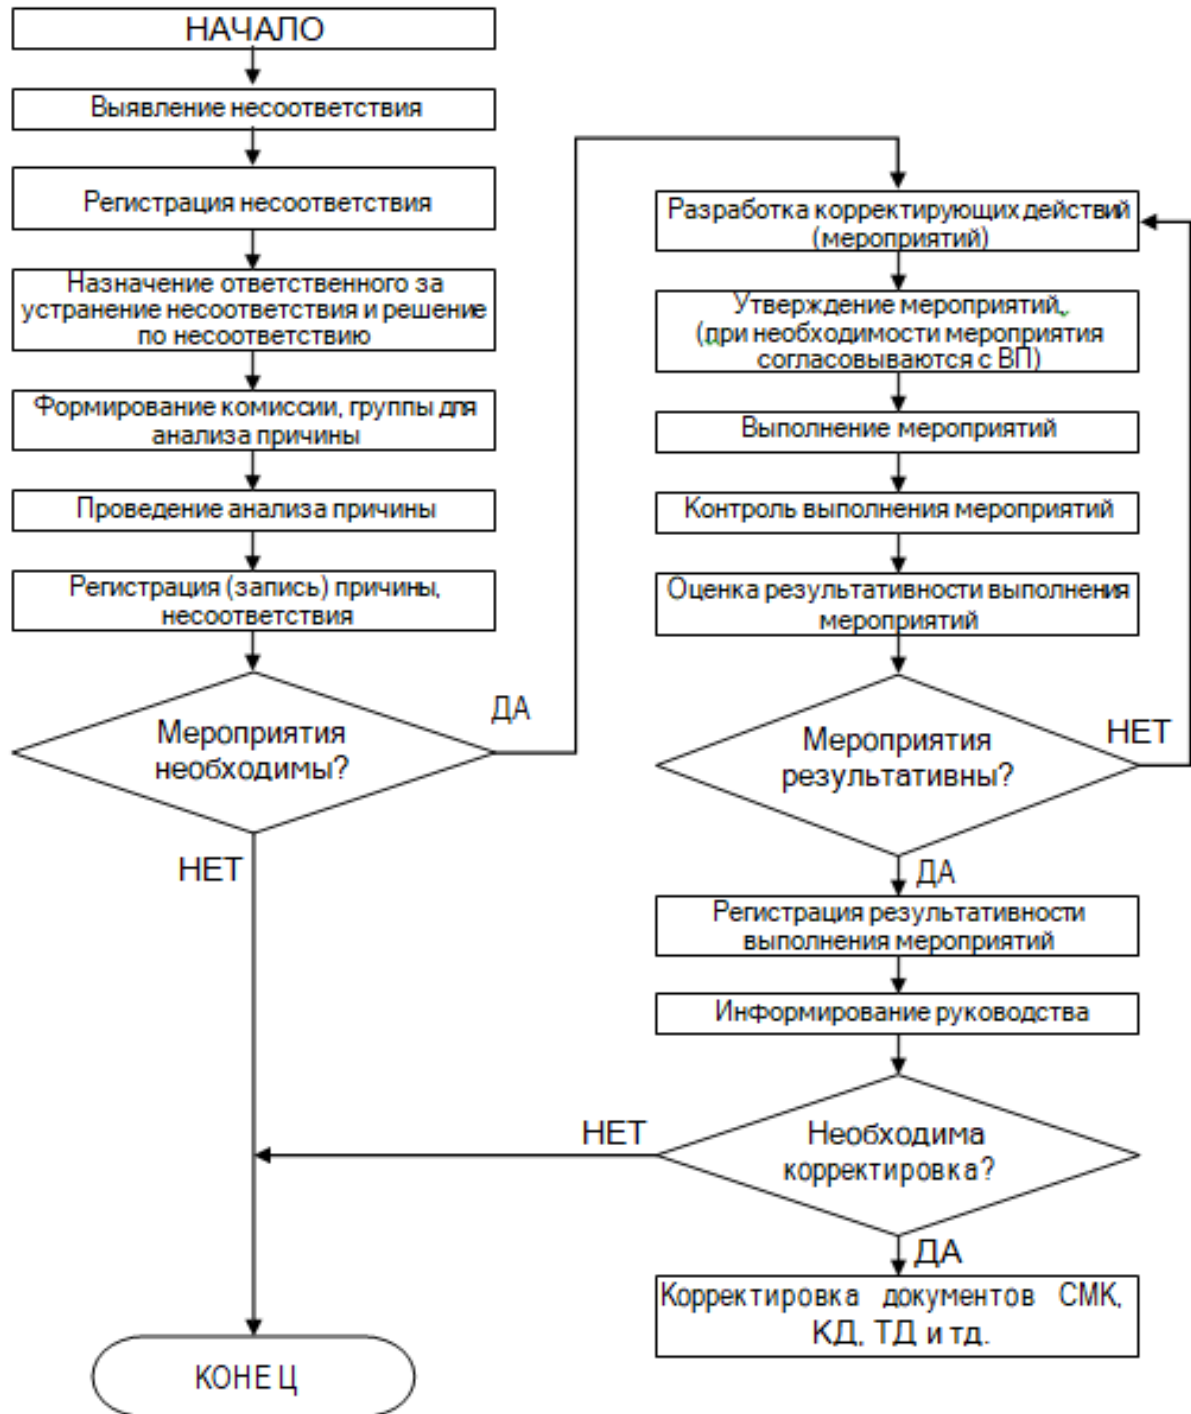 НАЧАЛО
Выявление несоответствия
Регистрация несоответствия
Назначение ответственного за
устранение несоответствия и решение
по несоответствию
Формирование комиссии, группы для
анализа причины
Проведение анализа причины
Регистрация (запись) причины,
несоответствия
Мероприятия
необходимы?
ДА
НЕТ
Разработка корректирующих действий
(мероприятий)
Утверждение мероприятий,
(при необходимости мероприятия
согласовываются с ВП)
Выполнение мероприятий
Контроль выполнения мероприятий
Оценка результативности выполнения
мероприятий
Мероприятия
результативны?
НЕТ
ДА
Регистрация результативности
выполнения мероприятий
Информирование руководства
Необходима
корректировка?
НЕТ
ДА
Корректировка документов СМК,
КД, ТД и тд.
КОНЕЦ